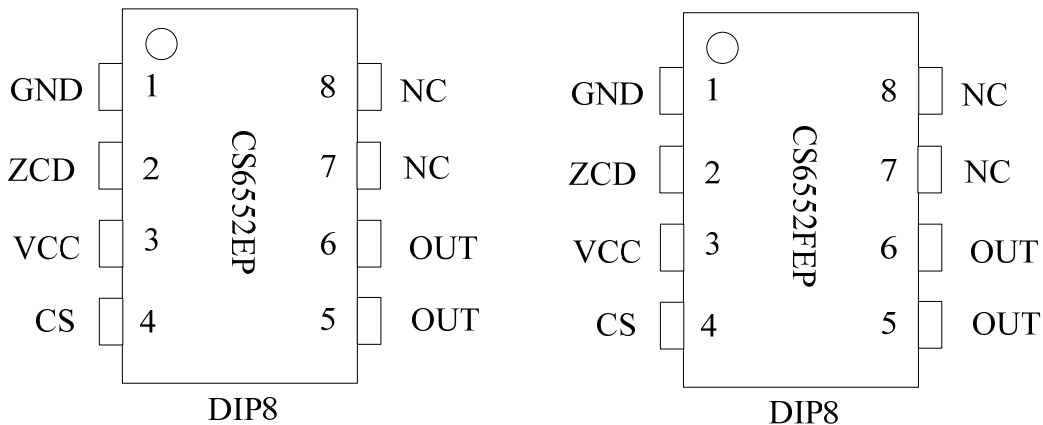 GND 1 8 NC
ZCD 2 7 NC
VCC 3 6 OUT
CS 4 5 OUT
CS6552EP
DIP8
GND 1 8 NC
ZCD 2 7 NC
VCC 3 6 OUT
CS 4 5 OUT
CS6552FEP
DIP8